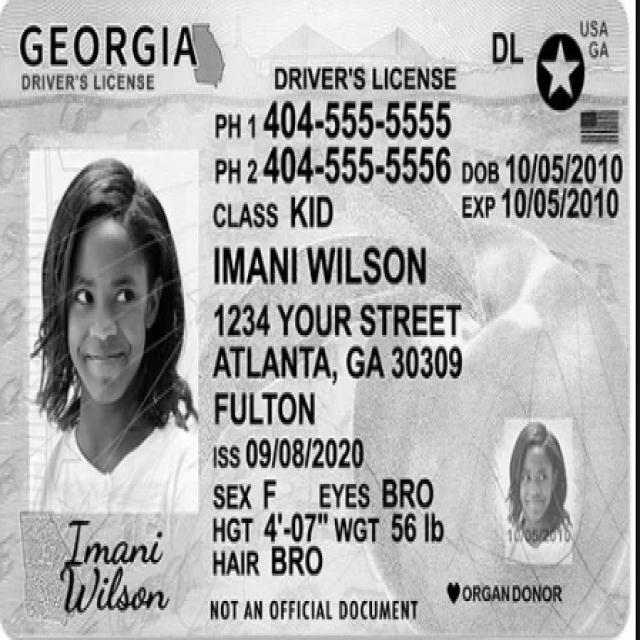 GEORGIA
DRIVER'S LICENSE
DRIVER'S LICENSE
DL
USA
GA
PH 1 404-555-5555
PH 2 404-555-5556
DOB 10/05/2010
EXP 10/05/2010
CLASS KID
IMANI WILSON
1234 YOUR STREET
ATLANTA, GA 30309
FULTON
ISS 09/08/2020
SEX F EYES BRO
HGT 4'-07" WGT 56 lb
HAIR BRO
10/05/2010
Imani
Wilson
NOT AN OFFICIAL DOCUMENT
ORGAN DONOR